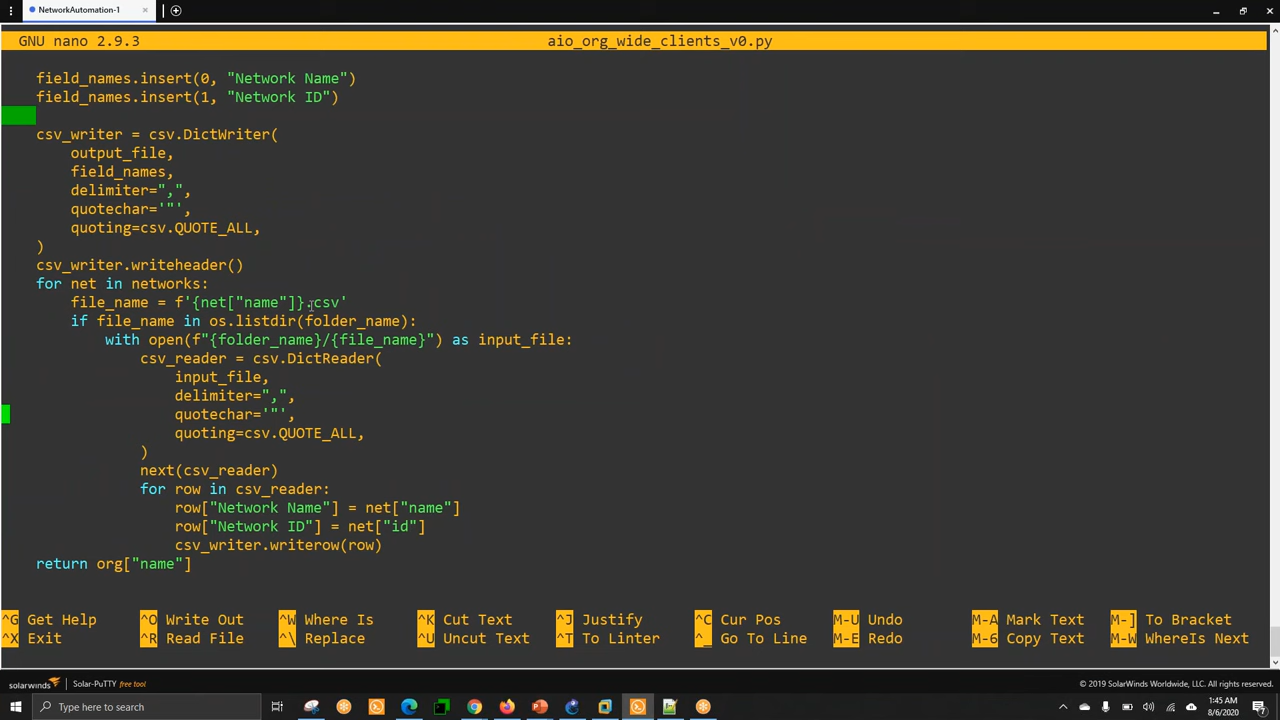 NetworkAutomation-1
GNU nano 2.9.3 aio_org_wide_clients_v0.py
field_names.insert(0, "Network Name")
field_names.insert(1, "Network ID")
csv_writer = csv.DictWriter(
output_file,
field_names,
delimiter=",",
quotechar='"',
quoting=csv.QUOTE_ALL,
)
csv_writer.writeheader()
for net in networks:
file_name = f'{net["name"]}.csv'
if file_name in os.listdir(folder_name):
with open(f"{folder_name}/{file_name}") as input_file:
csv_reader = csv.DictReader(
input_file,
delimiter=",",
quotechar='"',
quoting=csv.QUOTE_ALL,
)
next(csv_reader)
for row in csv_reader:
row["Network Name"] = net["name"]
row["Network ID"] = net["id"]
csv_writer.writerow(row)
return org["name"]
^G Get Help ^O Write Out ^W Where Is ^K Cut Text ^J Justify ^C Cur Pos M-U Undo M-A Mark Text M-] To Bracket
^X Exit ^R Read File ^\ Replace ^U Uncut Text ^T To Linter ^_ Go To Line M-E Redo M-6 Copy Text M-W WhereIs Next
solarwinds Solar-PuTTY free tool © 2019 SolarWinds Worldwide, LLC. All rights reserved.
Type here to search
1:45 AM
8/6/2020